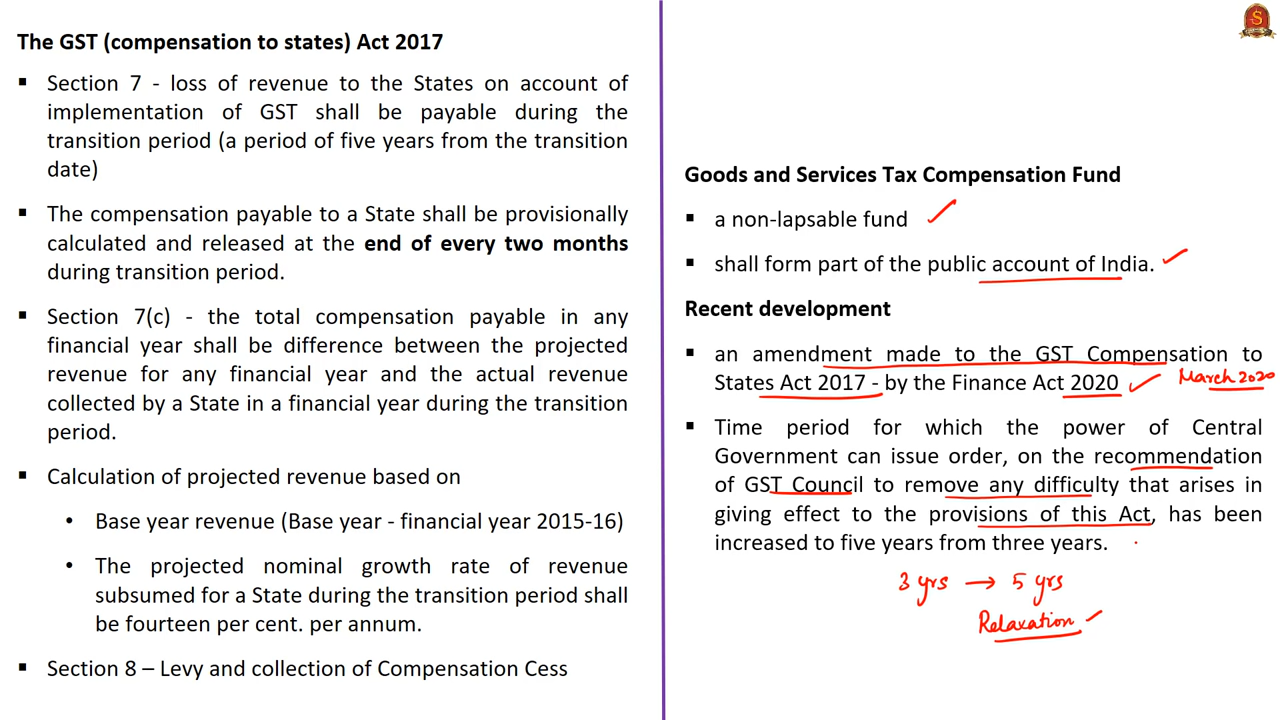 The GST (compensation to states) Act 2017
▪ Section 7 - loss of revenue to the States on account of
implementation of GST shall be payable during the
transition period (a period of five years from the transition
date)
▪ The compensation payable to a State shall be provisionally
calculated and released at the end of every two months
during transition period.
▪ Section 7(c) - the total compensation payable in any
financial year shall be difference between the projected
revenue for any financial year and the actual revenue
collected by a State in a financial year during the transition
period.
▪ Calculation of projected revenue based on
• Base year revenue (Base year - financial year 2015-16)
• The projected nominal growth rate of revenue
subsumed for a State during the transition period shall
be fourteen per cent. per annum.
▪ Section 8 – Levy and collection of Compensation Cess
Goods and Services Tax Compensation Fund
▪ a non-lapsable fund
▪ shall form part of the public account of India.
Recent development
▪ an amendment made to the GST Compensation to
States Act 2017 - by the Finance Act 2020 March 2020
▪ Time period for which the power of Central
Government can issue order, on the recommendation
of GST Council to remove any difficulty that arises in
giving effect to the provisions of this Act, has been
increased to five years from three years.
3 yrs → 5 yrs
Relaxation